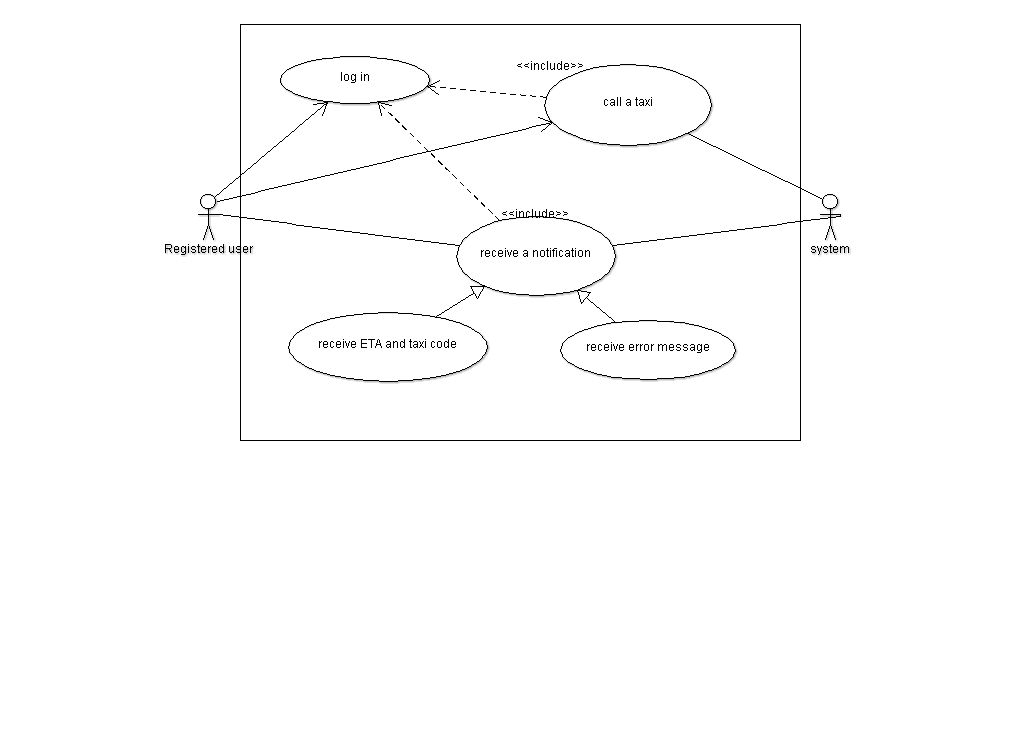 <<include>>
log in
call a taxi
<<include>>
Registered user
system
receive a notification
receive ETA and taxi code
receive error message